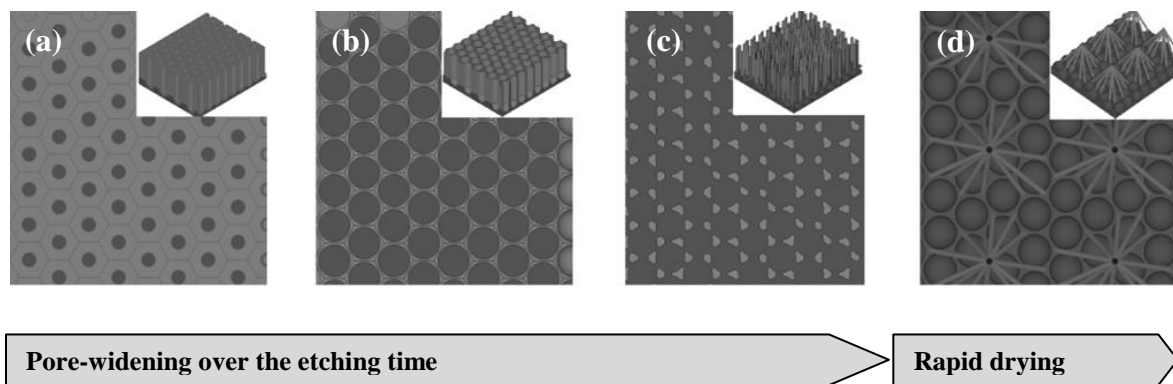 (a)
(b)
(c)
(d)
Pore-widening over the etching time
Rapid drying